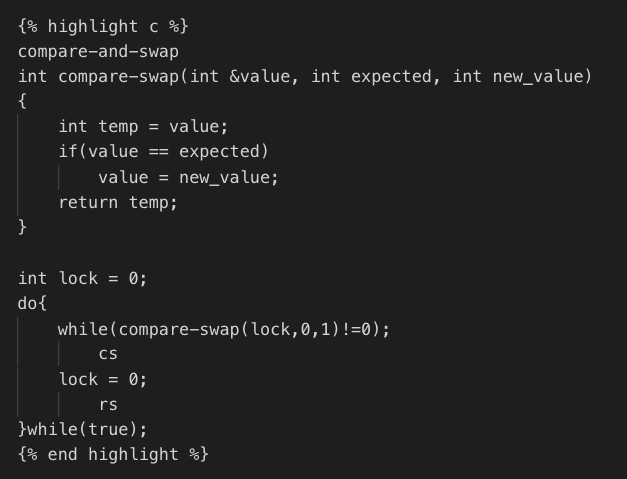 {% highlight c %}
compare-and-swap
int compare-swap(int &value, int expected, int new_value)
{
    int temp = value;
    if(value == expected)
        value = new_value;
    return temp;
}

int lock = 0;
do{
    while(compare-swap(lock,0,1)!=0);
        cs
    lock = 0;
        rs
}while(true);
{% end highlight %}